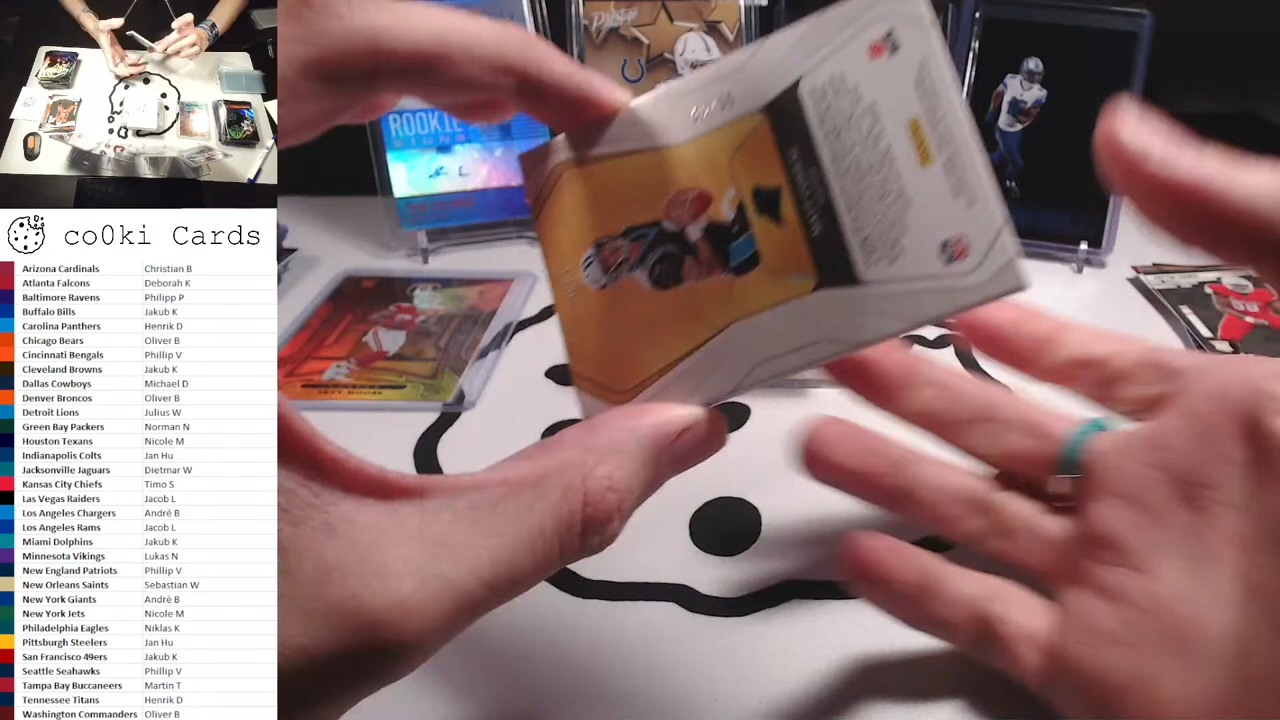 Prestige
ROOKIE
SIGNS
PANINI
co0ki Cards
Arizona Cardinals Christian B
Atlanta Falcons Deborah K
Baltimore Ravens Philipp P
Buffalo Bills Jakub K
Carolina Panthers Henrik D
Chicago Bears Oliver B
Cincinnati Bengals Phillip V
Cleveland Browns Jakub K
Dallas Cowboys Michael D
Denver Broncos Oliver B
Detroit Lions Julius W
Green Bay Packers Norman N
Houston Texans Nicole M
Indianapolis Colts Jan Hu
Jacksonville Jaguars Dietmar W
Kansas City Chiefs Timo S
Las Vegas Raiders Jacob L
Los Angeles Chargers André B
Los Angeles Rams Jacob L
Miami Dolphins Jakub K
Minnesota Vikings Lukas N
New England Patriots Phillip V
New Orleans Saints Sebastian W
New York Giants André B
New York Jets Nicole M
Philadelphia Eagles Niklas K
Pittsburgh Steelers Jan Hu
San Francisco 49ers Jakub K
Seattle Seahawks Phillip V
Tampa Bay Buccaneers Martin T
Tennessee Titans Henrik D
Washington Commanders Oliver B